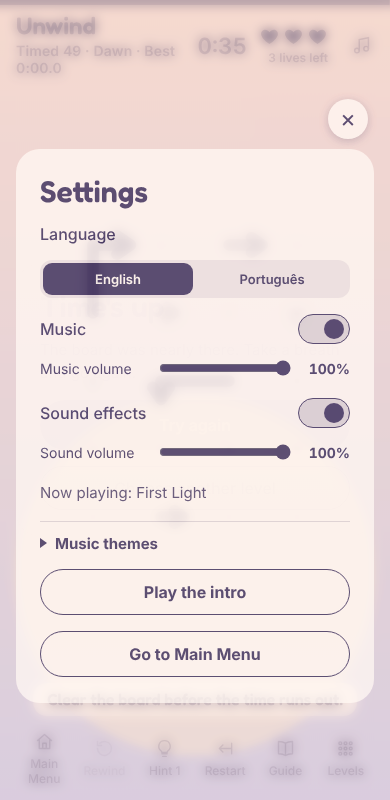 Unwind
Timed 49 · Dawn · Best
0:00.0
0:35
3 lives left
Settings
Language
English
Português
Music
Music volume
100%
Sound effects
Sound volume
100%
Now playing: First Light
Music themes
Play the intro
Go to Main Menu
Clear the board before the time runs out.
Main
Menu
Hint 1
Restart
Guide
Levels